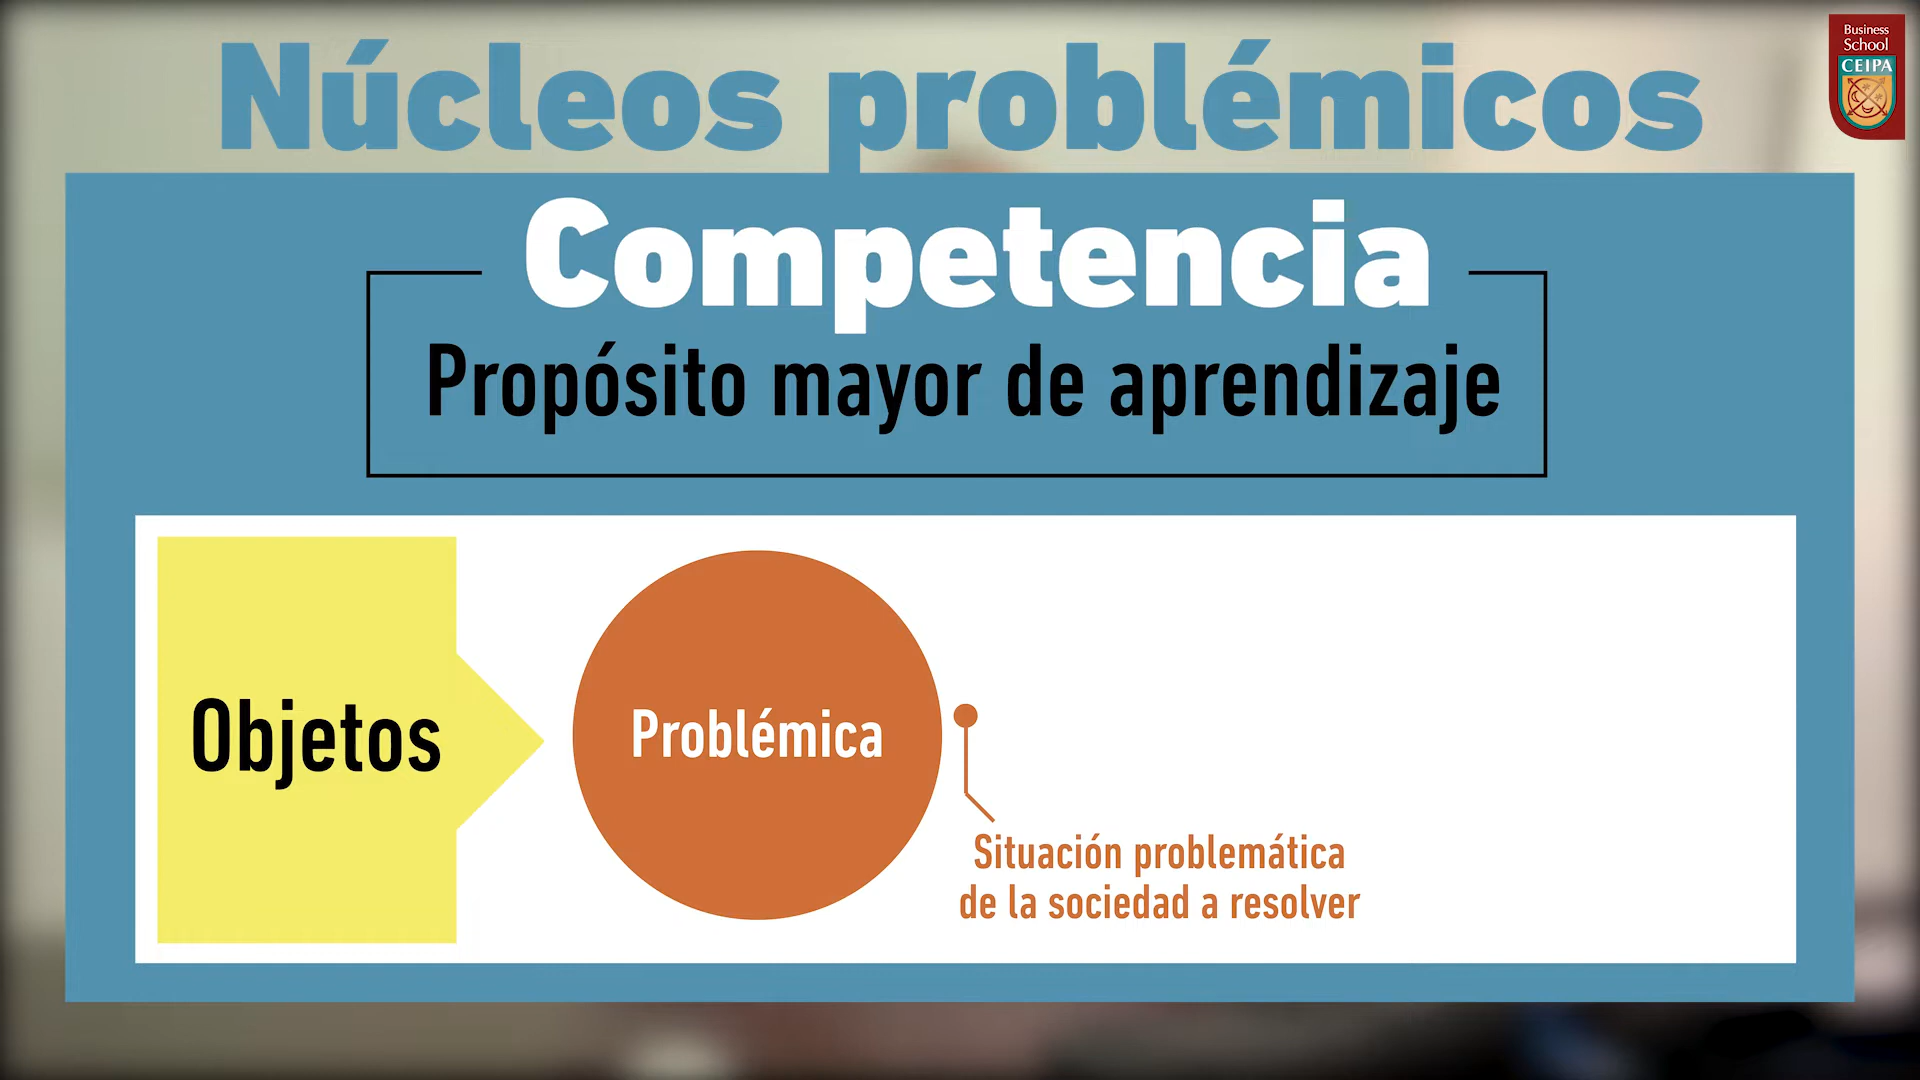 Business
School
CEIPA
Núcleos problémicos
Competencia
Propósito mayor de aprendizaje
Objetos
Problémica
Situación problemática
de la sociedad a resolver